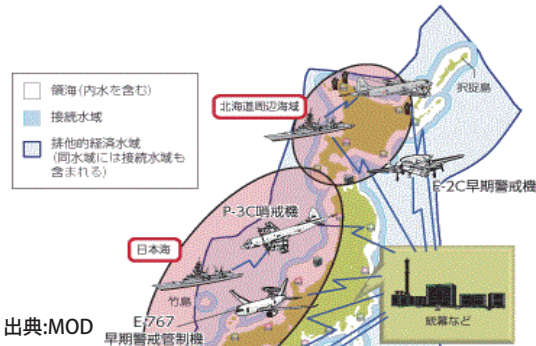 領海(内水を含む)
接続水域
排他的経済水域
(同水域には接続水域も
含まれる)
北海道周辺海域
択捉島
E-2C早期警戒機
P-3C哨戒機
日本海
竹島
E-767
早期警戒管制機
統幕など
出典:MOD